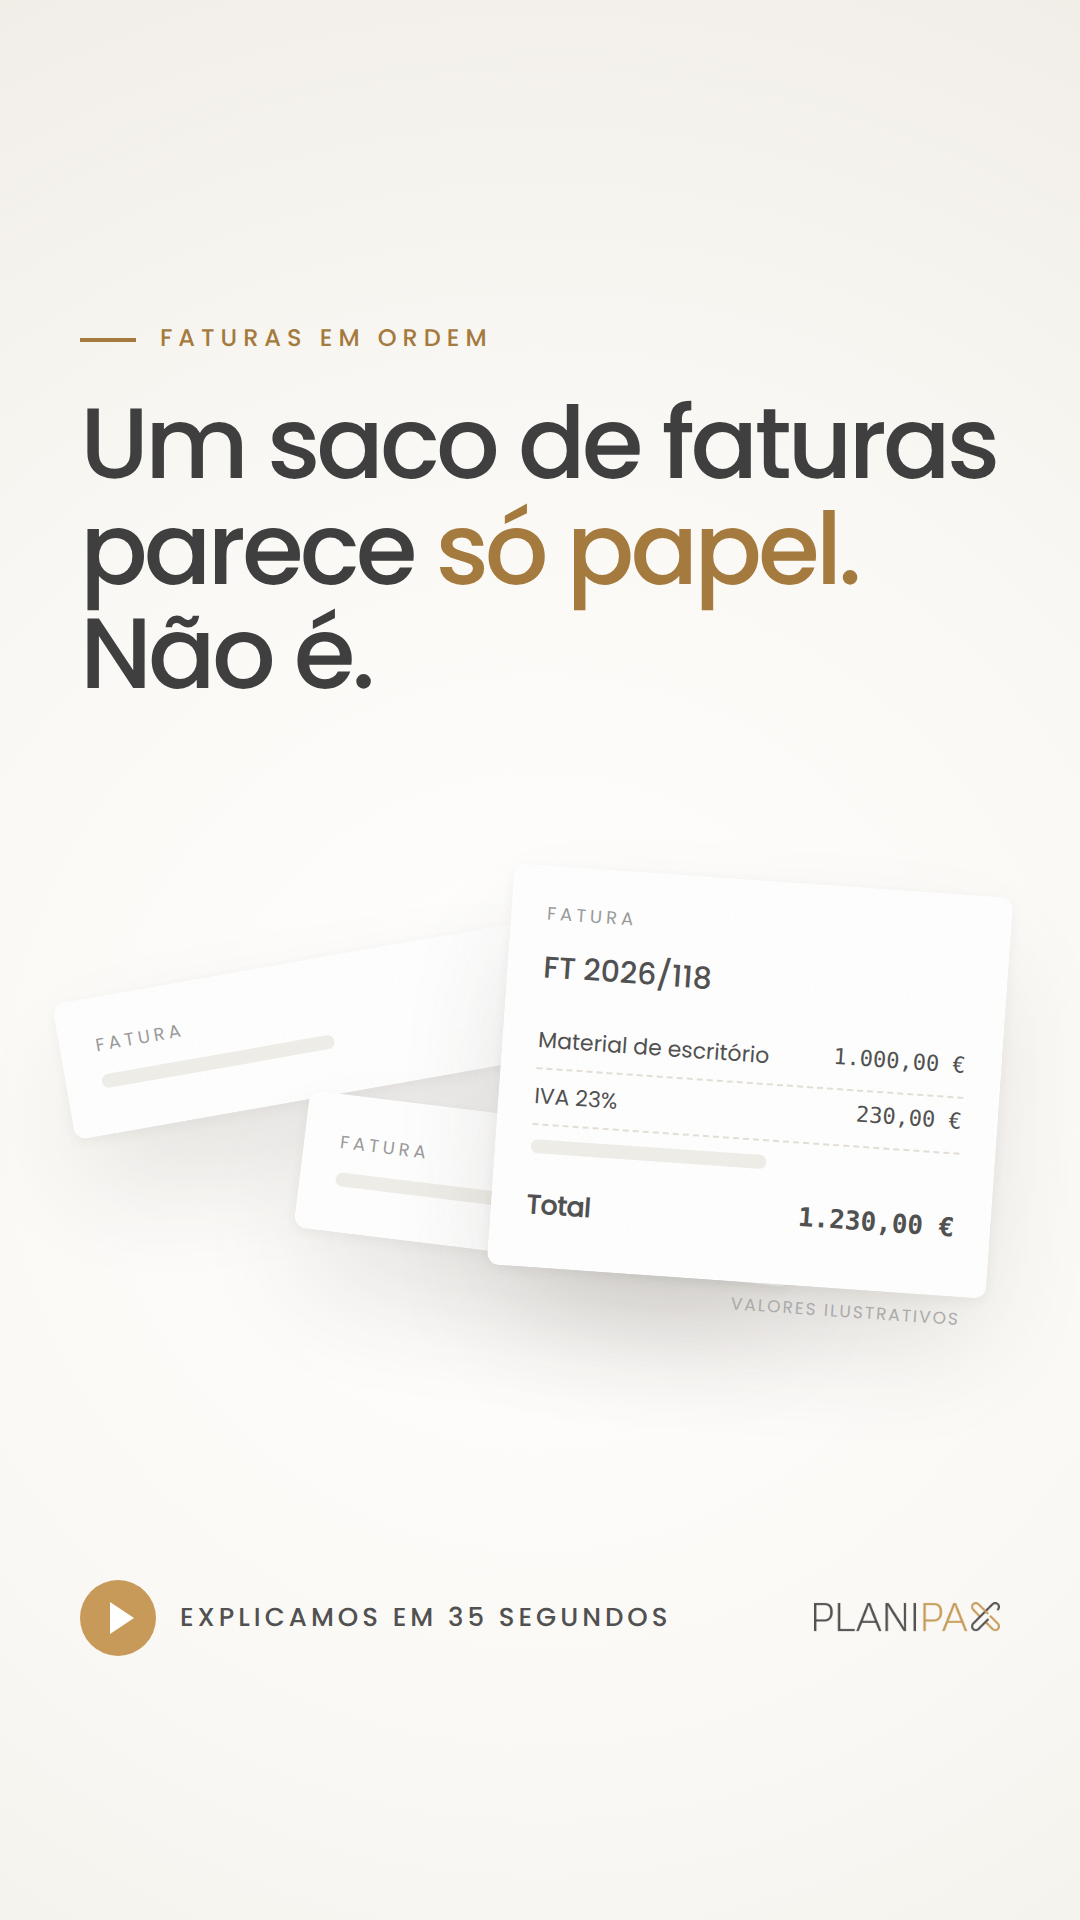 FATURAS EM ORDEM
Um saco de faturas
parece só papel.
Não é.
FATURA
FATURA
FATURA
FT 2026/118
Material de escritório 1.000,00 €
IVA 23% 230,00 €
Total 1.230,00 €
VALORES ILUSTRATIVOS
EXPLICAMOS EM 35 SEGUNDOS
PLANIPAX